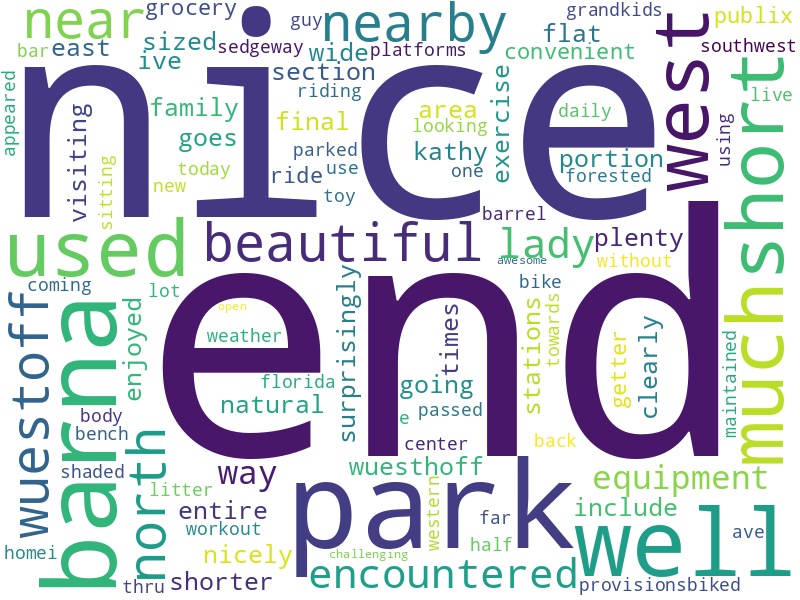 near
grocery
guy
nearby
grandkids
publix
bar
east
sized
sedgeway
wide
platforms
flat
convenient
southwest
ive
section
riding
nice
west
appeared
visiting
family
goes
final
area
looking
kathy
exercise
daily
portion
forested
using
short
live
sitting
today
new
ride
parked
use
toy
one
barrel
used
beautiful
lady
plenty
without
much
coming
lot
awesome
bike
wuestoff
barna
enjoyed
open
weather
surprisingly
times
stations
towards
getter
clearly
maintained
end
florida
natural
going
e
passed
body
bench
north
center
back
shaded
way
wuesthoff
equipment
litter
entire
workout
park
western
far
half
include
well
ave
homei
thru
nicely
shorter
challenging
encountered
provisionsbiked